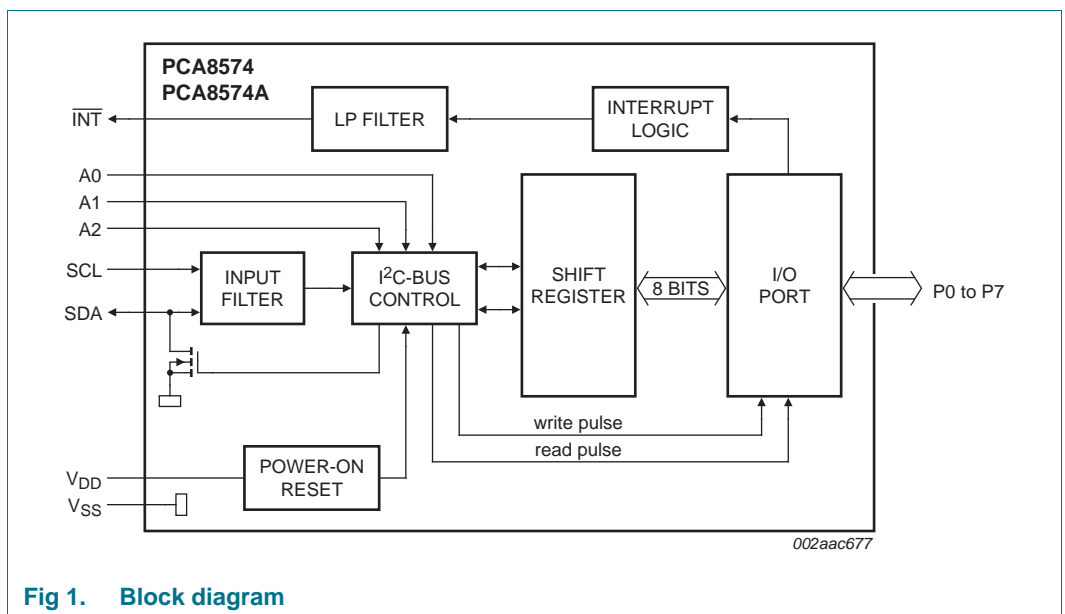 PCA8574
PCA8574A
INT
LP FILTER
INTERRUPT
LOGIC
A0
A1
A2
SCL
SDA
INPUT
FILTER
I2C-BUS
CONTROL
SHIFT
REGISTER
8 BITS
I/O
PORT
P0 to P7
write pulse
read pulse
VDD
VSS
POWER-ON
RESET
002aac677
Fig 1. Block diagram